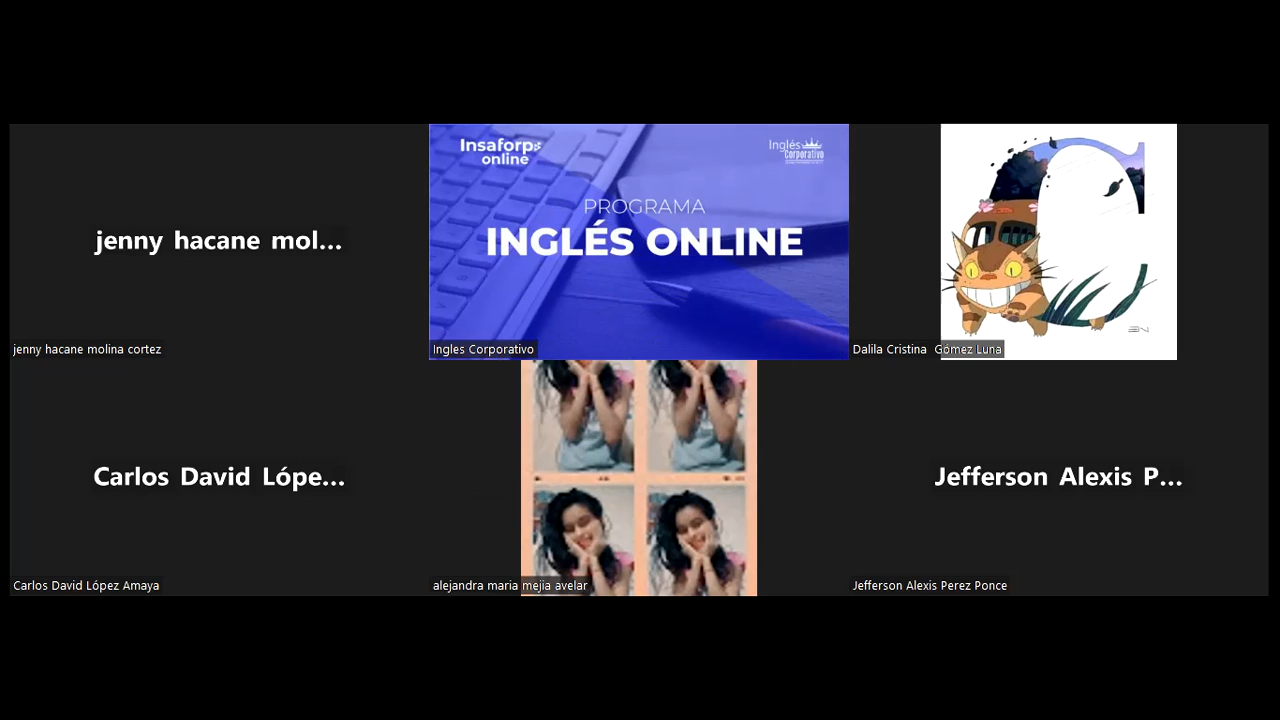 jenny hacane mol...
jenny hacane molina cortez
Insaforp
online
Inglés
Corporativo
PROGRAMA
INGLÉS ONLINE
Ingles Corporativo
Dalila Cristina Gómez Luna
Carlos David Lópe...
Carlos David López Amaya
alejandra maria mejia avelar
Jefferson Alexis P...
Jefferson Alexis Perez Ponce